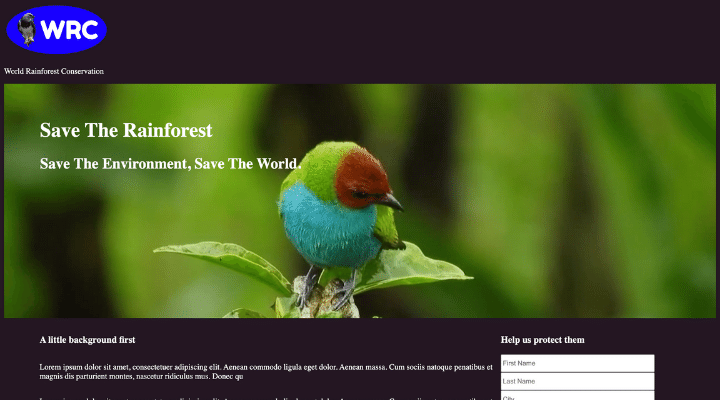 WRC
World Rainforest Conservation
Save The Rainforest
Save The Environment, Save The World.
A little background first
Lorem ipsum dolor sit amet, consectetuer adipiscing elit. Aenean commodo ligula eget dolor. Aenean massa. Cum sociis natoque penatibus et
magnis dis parturient montes, nascetur ridiculus mus. Donec qu
Help us protect them
First Name
Last Name
City